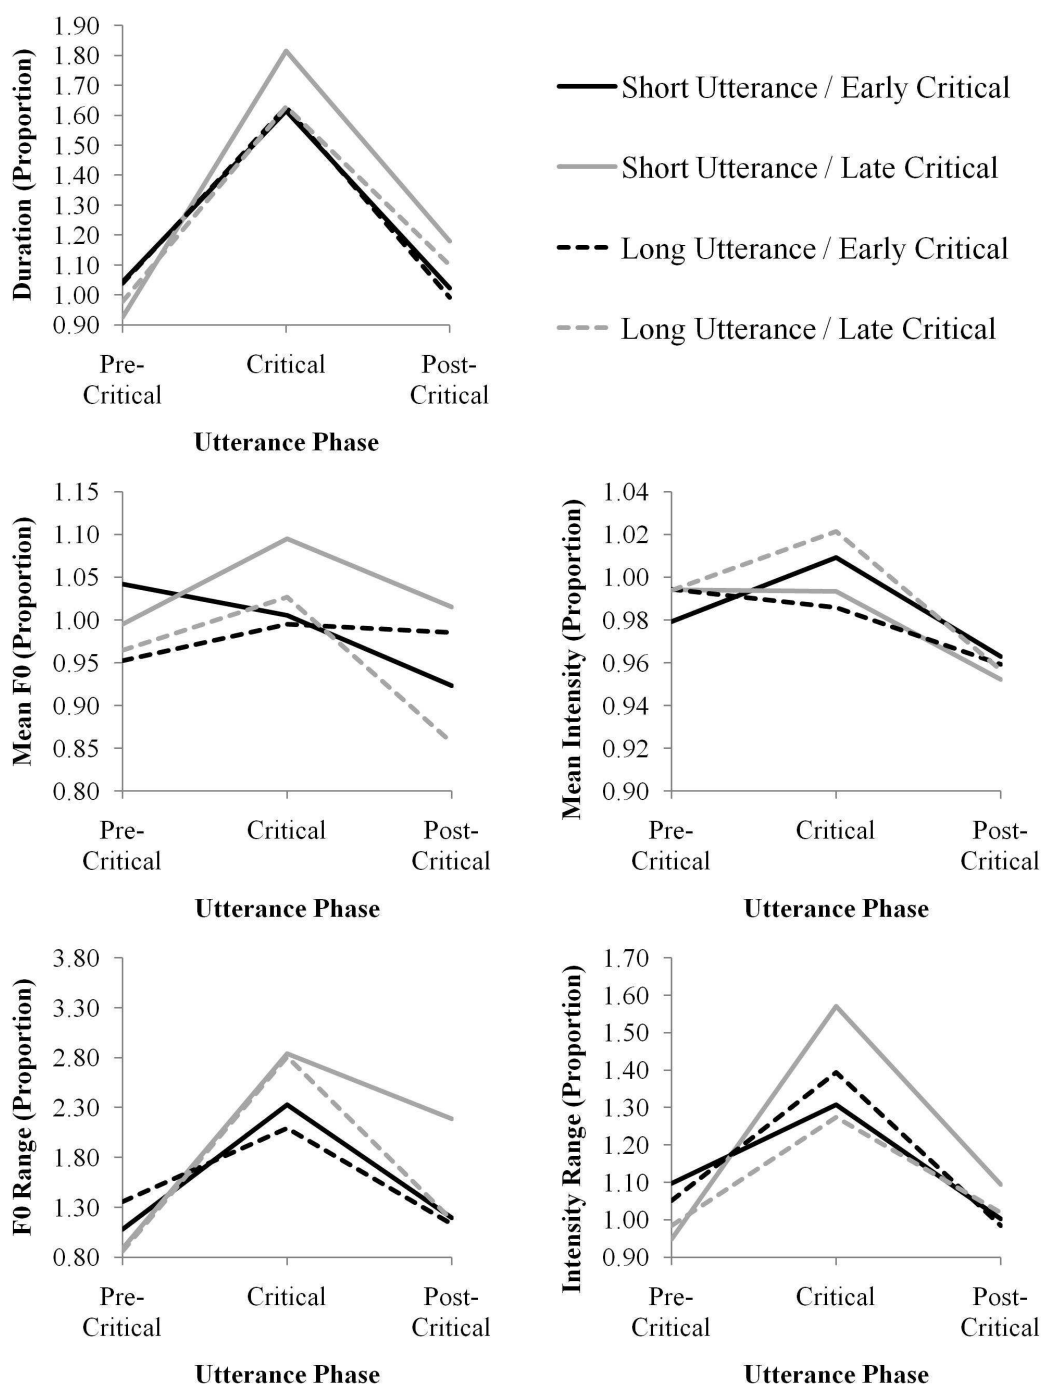 Duration (Proportion)
1.90
1.80
1.70
1.60
1.50
1.40
1.30
1.20
1.10
1.00
0.90
Pre-
Critical
Critical
Post-
Critical
Utterance Phase
Short Utterance / Early Critical
Short Utterance / Late Critical
Long Utterance / Early Critical
Long Utterance / Late Critical
Mean F0 (Proportion)
1.15
1.10
1.05
1.00
0.95
0.90
0.85
0.80
Pre-
Critical
Critical
Post-
Critical
Utterance Phase
Mean Intensity (Proportion)
1.04
1.02
1.00
0.98
0.96
0.94
0.92
0.90
Pre-
Critical
Critical
Post-
Critical
Utterance Phase
F0 Range (Proportion)
3.80
3.30
2.80
2.30
1.80
1.30
0.80
Pre-
Critical
Critical
Post-
Critical
Utterance Phase
Intensity Range (Proportion)
1.70
1.60
1.50
1.40
1.30
1.20
1.10
1.00
0.90
Pre-
Critical
Critical
Post-
Critical
Utterance Phase